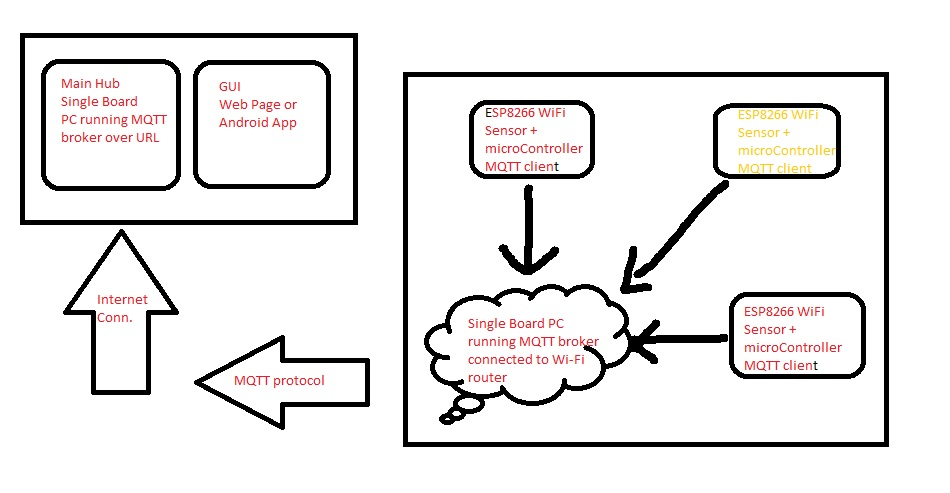 Main Hub
Single Board
PC running MQTT
broker over URL
GUI
Web Page or
Android App
ESP8266 WiFi
Sensor +
microController
MQTT client
ESP8266 WiFi
Sensor +
microController
MQTT client
Internet
Conn.
MQTT protocol
Single Board PC
running MQTT broker
connected to Wi-Fi
router
ESP8266 WiFi
Sensor +
microController
MQTT client